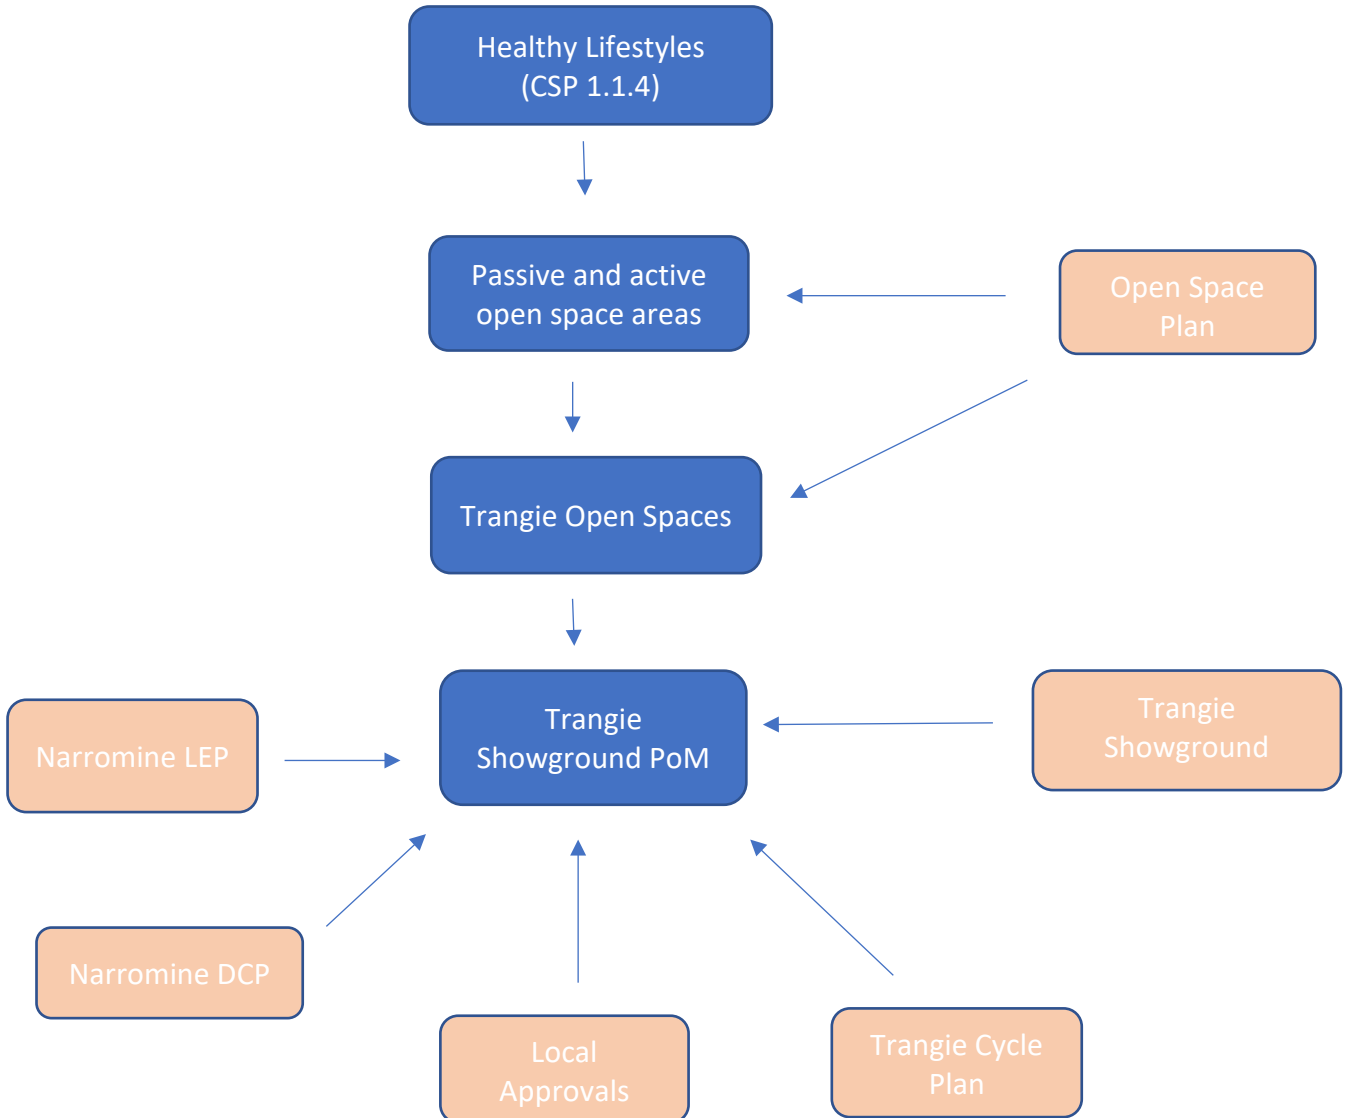 Healthy Lifestyles
(CSP 1.1.4)
Passive and active
open space areas
Open Space
Plan
Trangie Open Spaces
Trangie
Showground PoM
Trangie
Showground
Narromine LEP
Narromine DCP
Local
Approvals
Trangie Cycle
Plan